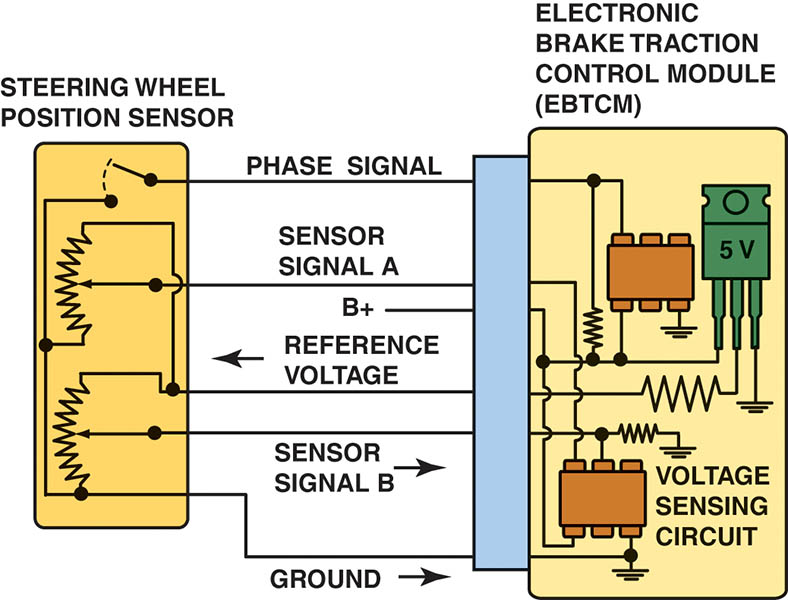 ELECTRONIC
BRAKE TRACTION
CONTROL MODULE
(EBTCM)
STEERING WHEEL
POSITION SENSOR
PHASE SIGNAL
SENSOR
SIGNAL A
B+
REFERENCE
VOLTAGE
SENSOR
SIGNAL B
GROUND
5 V
VOLTAGE
SENSING
CIRCUIT